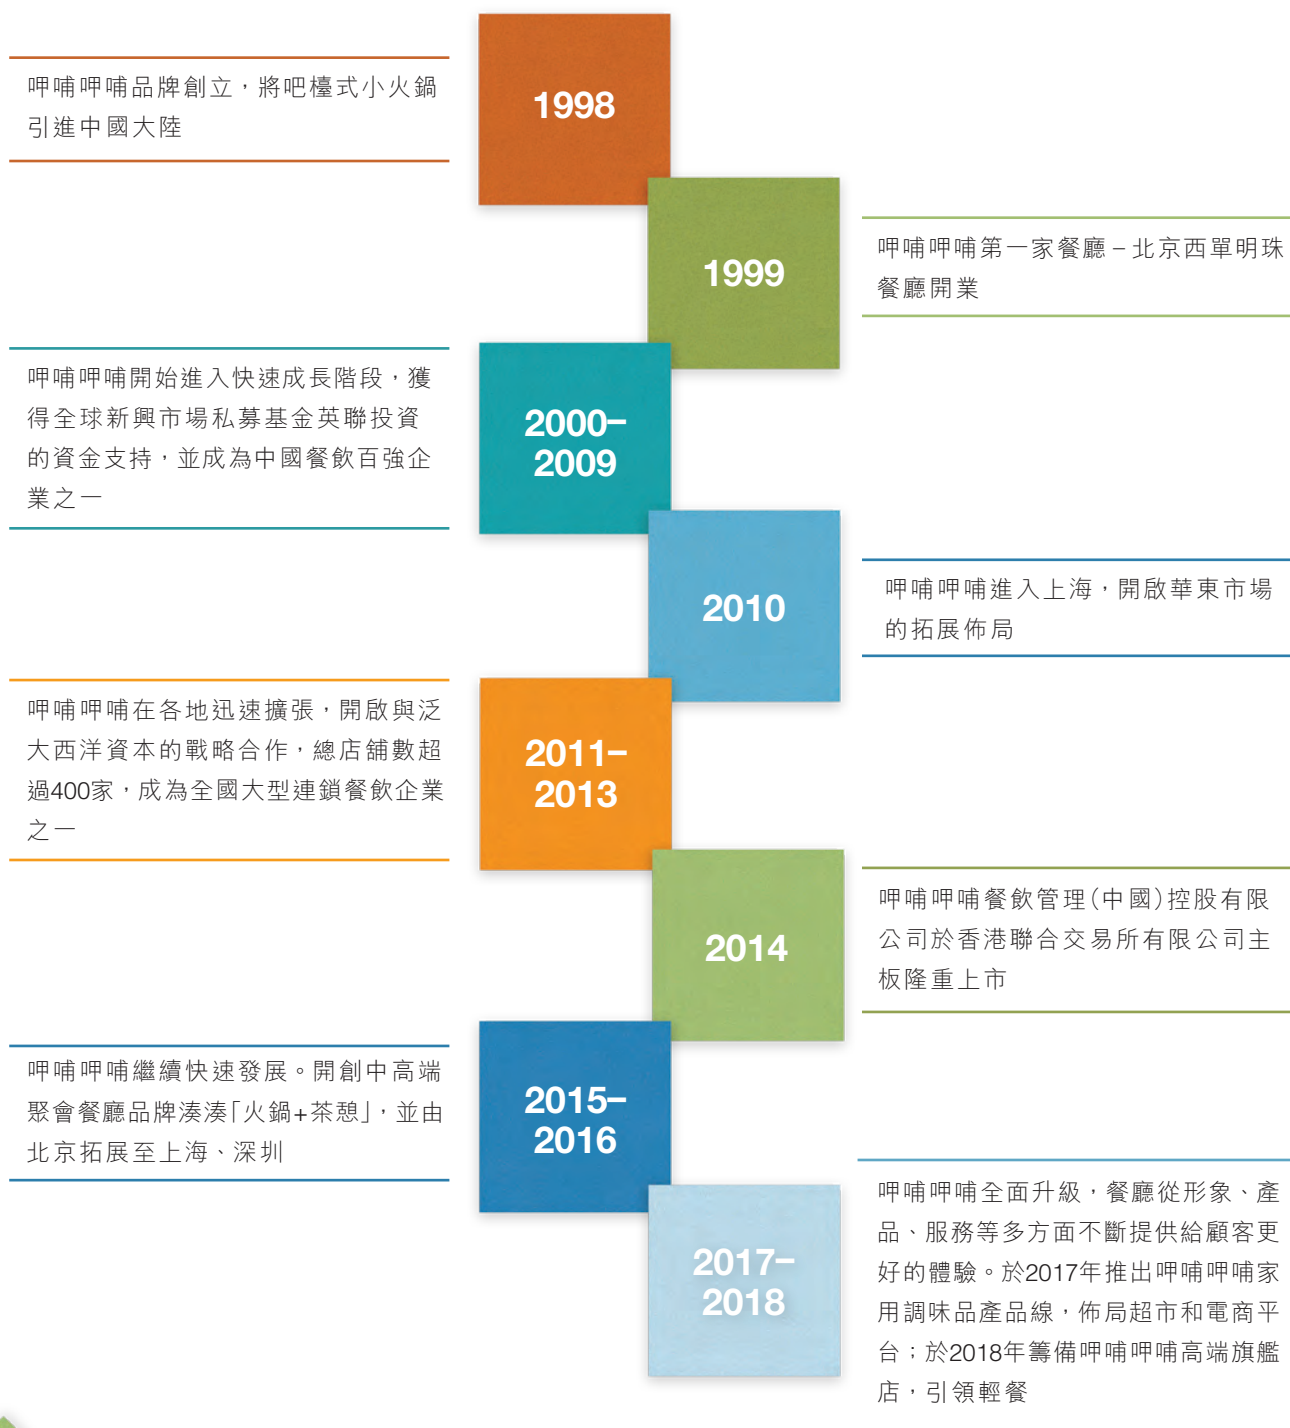 1998
呷哺呷哺品牌創立，將吧檯式小火鍋
引進中國大陸
1999
呷哺呷哺第一家餐廳－北京西單明珠
餐廳開業
2000–
2009
呷哺呷哺開始進入快速成長階段，獲
得全球新興市場私募基金英聯投資
的資金支持，並成為中國餐飲百強企
業之一
2010
呷哺呷哺進入上海，開啟華東市場
的拓展佈局
2011–
2013
呷哺呷哺在各地迅速擴張，開啟與泛
大西洋資本的戰略合作，總店舖數超
過400家，成為全國大型連鎖餐飲企業
之一
2014
呷哺呷哺餐飲管理（中國）控股有限
公司於香港聯合交易所有限公司主
板隆重上市
2015–
2016
呷哺呷哺繼續快速發展。開創中高端
聚會餐廳品牌湊湊「火鍋+茶憩」，並由
北京拓展至上海、深圳
2017–
2018
呷哺呷哺全面升級，餐廳從形象、產
品、服務等多方面不斷提供給顧客更
好的體驗。於2017年推出呷哺呷哺家
用調味品產品線，佈局超市和電商平
台；於2018年籌備呷哺呷哺高端旗艦
店，引領輕餐